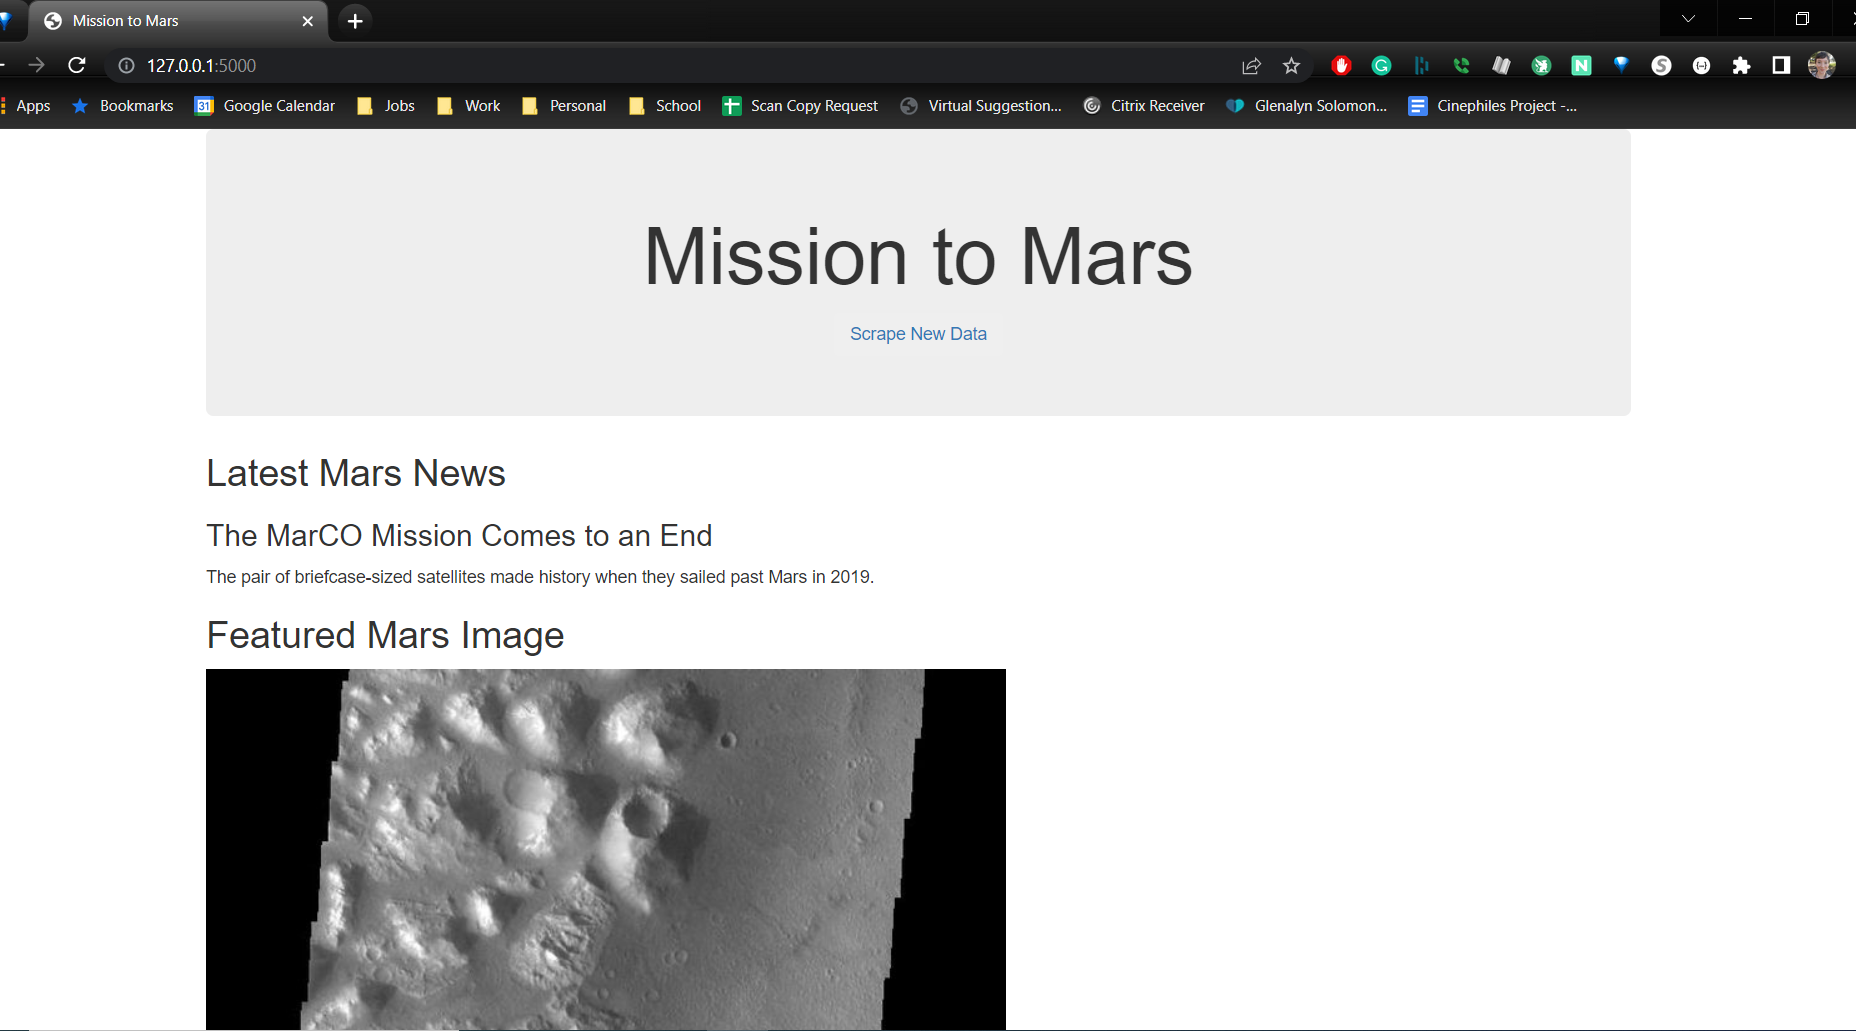 Mission to Mars
127.0.0.1:5000
Apps Bookmarks 31 Google Calendar Jobs Work Personal School Scan Copy Request Virtual Suggestion... Citrix Receiver Glenalyn Solomon... Cinephiles Project -...
Mission to Mars
Scrape New Data
Latest Mars News
The MarCO Mission Comes to an End
The pair of briefcase-sized satellites made history when they sailed past Mars in 2019.
Featured Mars Image